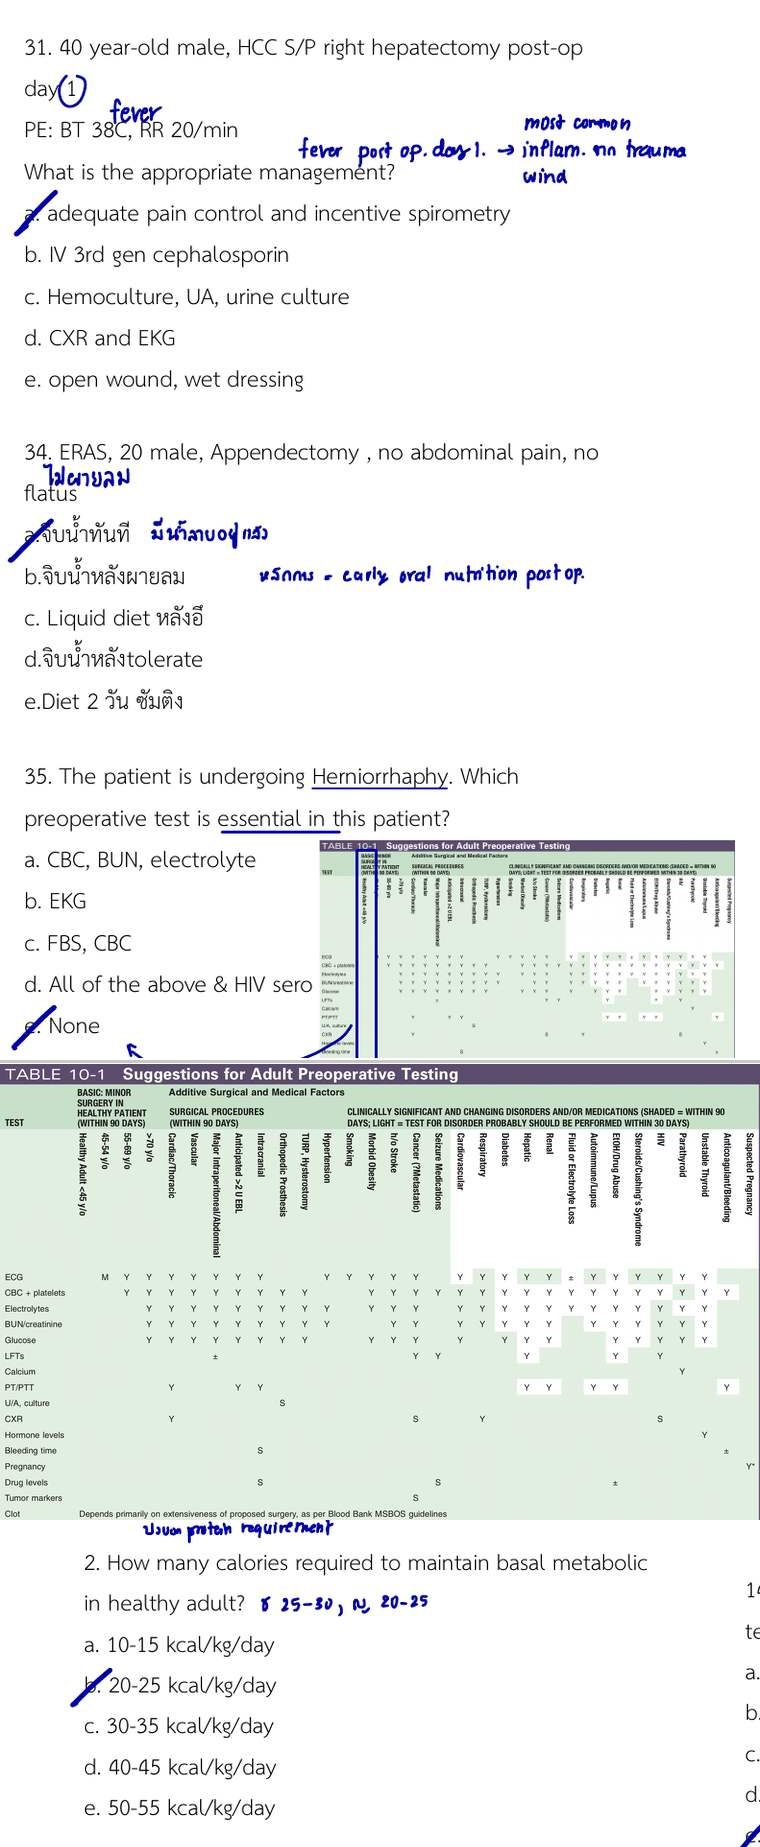 31. 40 year-old male, HCC S/P right hepatectomy post-op
day 1
fever
PE: BT 38C, RR 20/min
most common
fever post op. day 1. → inflam. จาก trauma
wind
What is the appropriate management?
a. adequate pain control and incentive spirometry
b. IV 3rd gen cephalosporin
c. Hemoculture, UA, urine culture
d. CXR and EKG
e. open wound, wet dressing
34. ERAS, 20 male, Appendectomy , no abdominal pain, no
ไม่ผายลม
flatus
a.จิบน้ำทันที มีน้ำลายอยู่แล้ว
b.จิบน้ำหลังผายลม
หลักการ = early oral nutrition post op.
c. Liquid diet หลังอึ
d.จิบน้ำหลังtolerate
e.Diet 2 วัน ซัมติง
35. The patient is undergoing Herniorrhaphy. Which
preoperative test is essential in this patient?
a. CBC, BUN, electrolyte
b. EKG
c. FBS, CBC
d. All of the above & HIV sero
e. None
TABLE 10-1 Suggestions for Adult Preoperative Testing
TABLE 10-1 Suggestions for Adult Preoperative Testing
BASIC: MINOR
SURGERY IN
HEALTHY PATIENT
(WITHIN 90 DAYS)
Additive Surgical and Medical Factors
SURGICAL PROCEDURES
(WITHIN 90 DAYS)
CLINICALLY SIGNIFICANT AND CHANGING DISORDERS AND/OR MEDICATIONS (SHADED = WITHIN 90
DAYS; LIGHT = TEST FOR DISORDER PROBABLY SHOULD BE PERFORMED WITHIN 30 DAYS)
TEST
Healthy Adult <45 y/o
45-54 y/o
55-69 y/o
>70 y/o
Cardiac/Thoracic
Vascular
Major Intraperitoneal/Abdominal
Anticipated >2 U EBL
Intracranial
Orthopedic Prosthesis
TURP, Hysterostomy
Hypertension
Smoking
Morbid Obesity
h/o Stroke
Cancer (?Metastatic)
Seizure Medications
Cardiovascular
Respiratory
Diabetes
Hepatic
Renal
Fluid or Electrolyte Loss
Autoimmune/Lupus
EtOH/Drug Abuse
Steroids/Cushing's Syndrome
HIV
Parathyroid
Unstable Thyroid
Anticoagulant/Bleeding
Suspected Pregnancy
ECG M Y Y Y Y Y Y Y Y Y Y Y Y Y Y Y Y Y ± Y Y Y Y Y Y
CBC + platelets Y Y Y Y Y Y Y Y Y Y Y Y Y Y Y Y Y Y Y Y Y Y Y Y Y Y
Electrolytes Y Y Y Y Y Y Y Y Y Y Y Y Y Y Y Y Y Y Y Y Y Y Y Y
BUN/creatinine Y Y Y Y Y Y Y Y Y Y Y Y Y Y Y Y Y Y Y Y Y Y
Glucose Y Y Y Y Y Y Y Y Y Y Y Y Y Y Y Y Y Y Y Y
LFTs ± Y Y Y Y Y
Calcium Y
PT/PTT Y Y Y Y Y Y Y Y
U/A, culture S
CXR Y S Y S
Hormone levels Y
Bleeding time S ±
Pregnancy Y*
Drug levels S S ±
Tumor markers S
Clot Depends primarily on extensiveness of proposed surgery, as per Blood Bank MSBOS guidelines
protein requirement
2. How many calories required to maintain basal metabolic
in healthy adult? ช 25-30, ญ 20-25
a. 10-15 kcal/kg/day
b. 20-25 kcal/kg/day
c. 30-35 kcal/kg/day
d. 40-45 kcal/kg/day
e. 50-55 kcal/kg/day
14
te
a.
b.
c.
d.